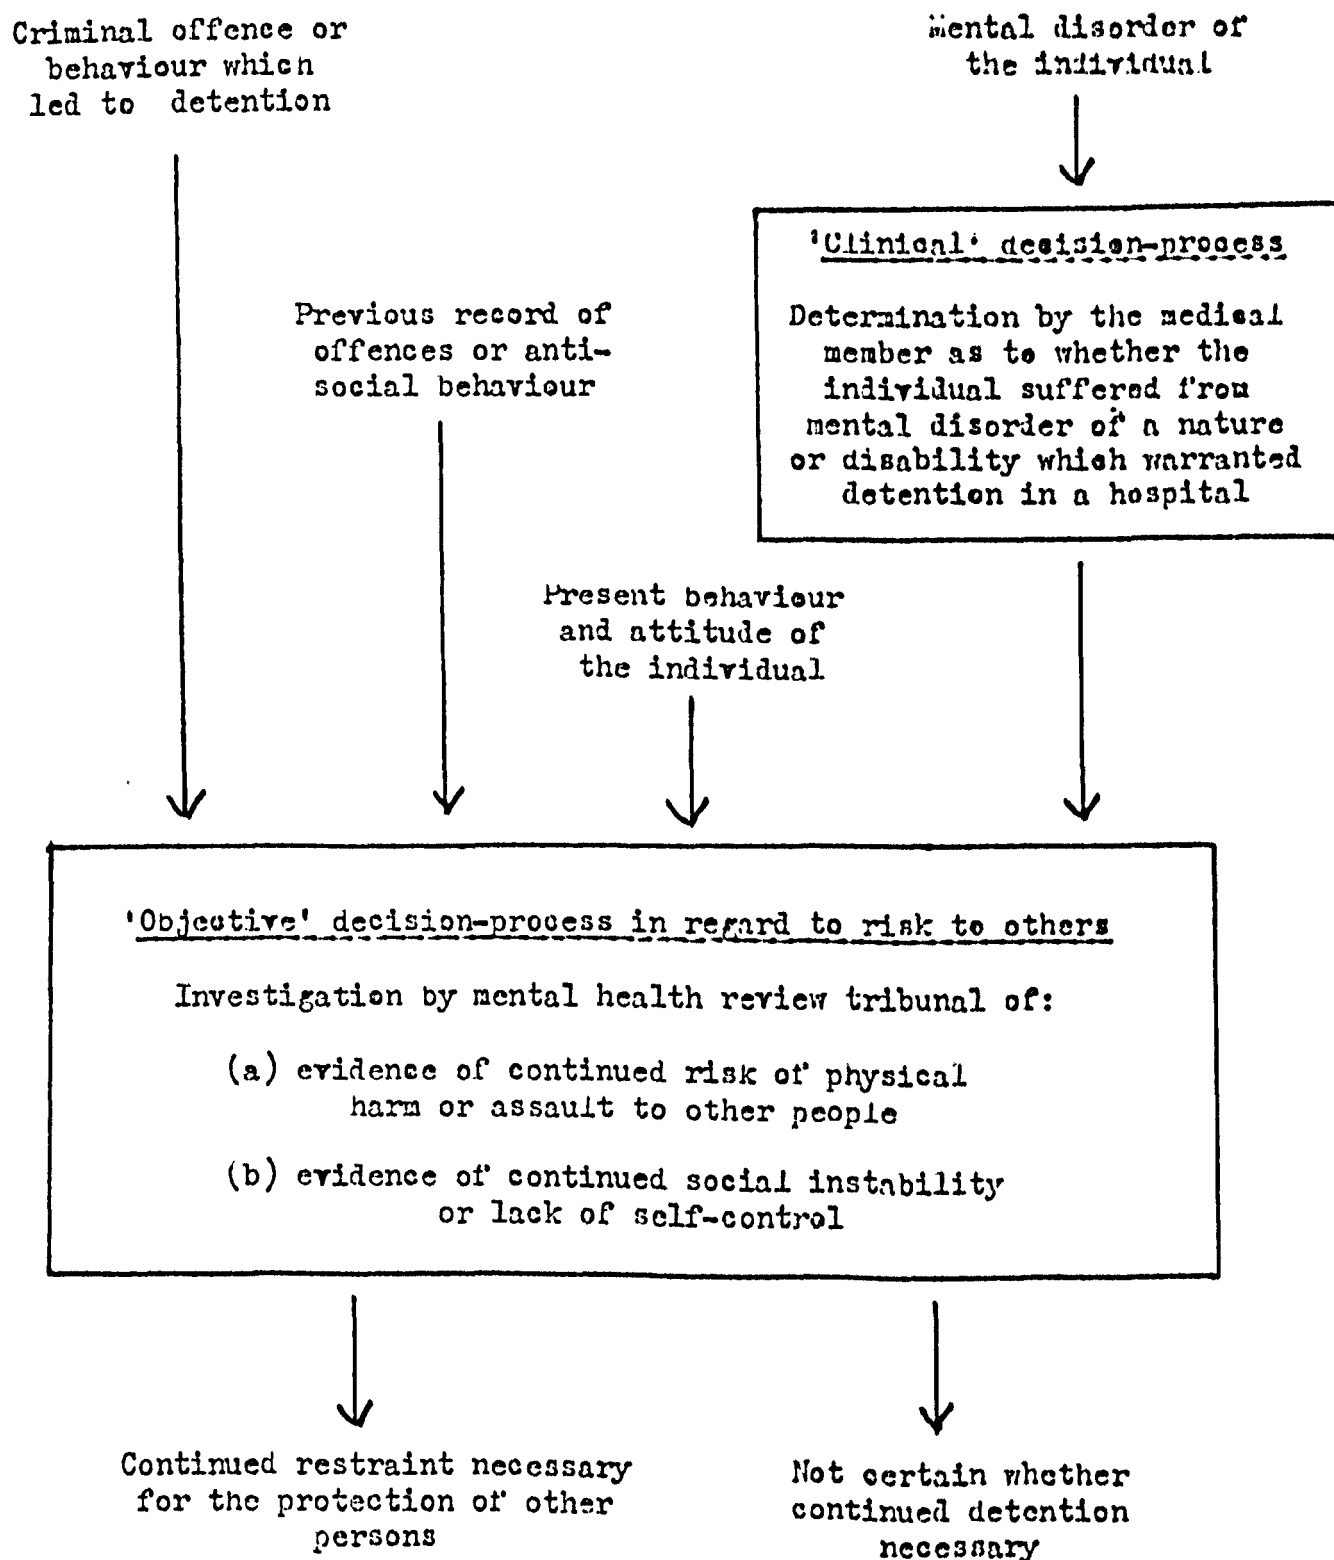 Criminal offence or
behaviour which
led to detention
Mental disorder of
the individual
'Clinical' decision-process
Determination by the medical
member as to whether the
individual suffered from
mental disorder of a nature
or disability which warranted
detention in a hospital
Previous record of
offences or anti-
social behaviour
Present behaviour
and attitude of
the individual
'Objective' decision-process in regard to risk to others
Investigation by mental health review tribunal of:
(a) evidence of continued risk of physical
harm or assault to other people
(b) evidence of continued social instability
or lack of self-control
Continued restraint necessary
for the protection of other
persons
Not certain whether
continued detention
necessary